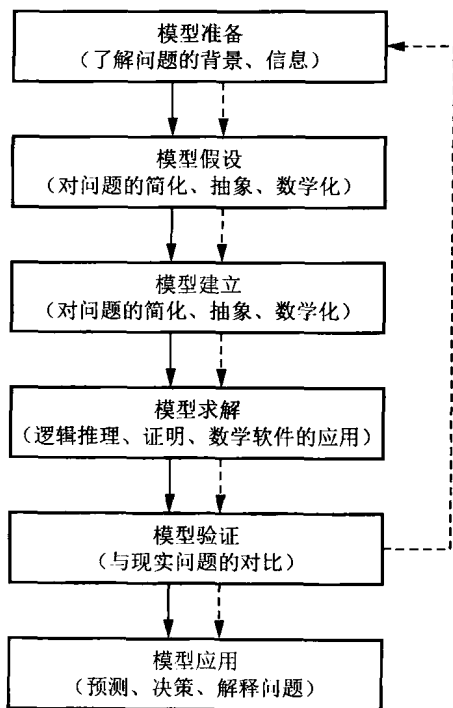 模型准备
（了解问题的背景、信息）
模型假设
（对问题的简化、抽象、数学化）
模型建立
（对问题的简化、抽象、数学化）
模型求解
（逻辑推理、证明、数学软件的应用）
模型验证
（与现实问题的对比）
模型应用
（预测、决策、解释问题）